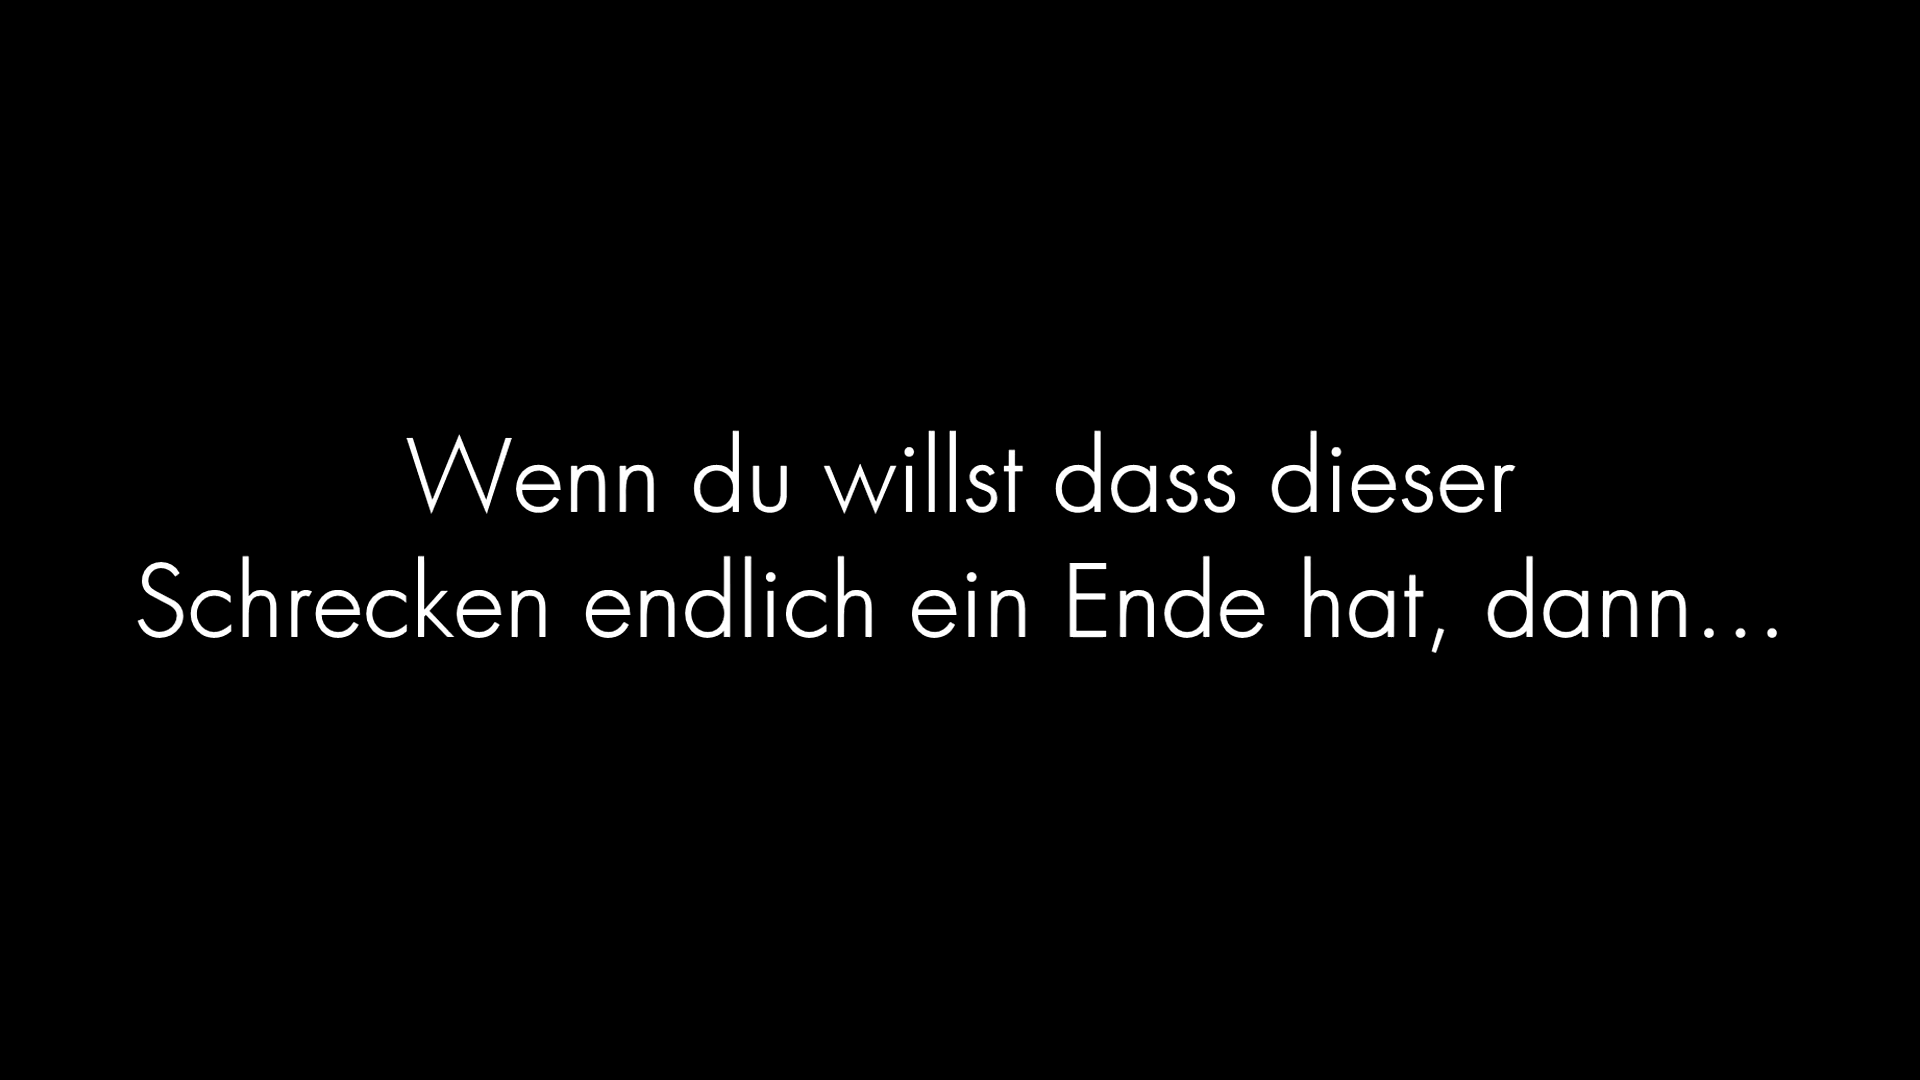 Wenn du willst dass dieser
Schrecken endlich ein Ende hat, dann...